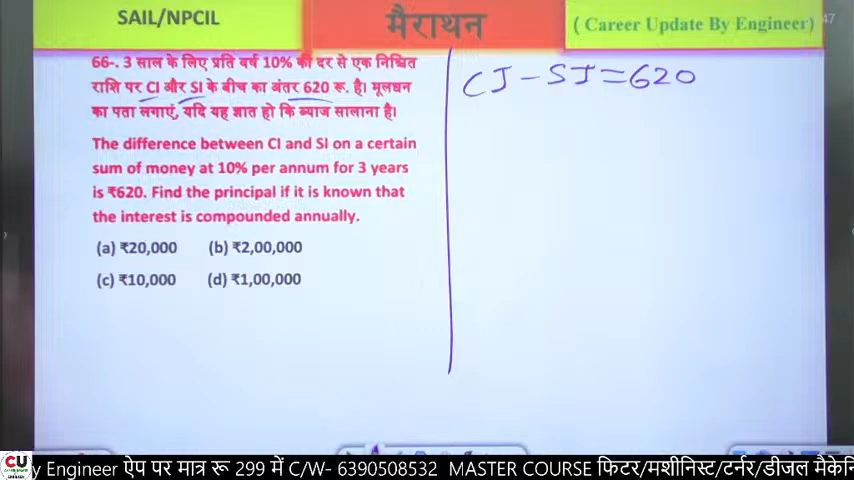 SAIL/NPCIL
मैराथन
( Career Update By Engineer )
47
66-. 3 साल के लिए प्रति वर्ष 10% की दर से एक निश्चित
राशि पर CI और SI के बीच का अंतर 620 रू. है। मूलधन
का पता लगाएं, यदि यह ज्ञात हो कि ब्याज सालाना है।
The difference between CI and SI on a certain
sum of money at 10% per annum for 3 years
is ₹620. Find the principal if it is known that
the interest is compounded annually.
(a) ₹20,000 (b) ₹2,00,000
(c) ₹10,000 (d) ₹1,00,000
CI - SI = 620
CU
y Engineer ऐप पर मात्र रू 299 में C/W- 6390508532 MASTER COURSE फिटर/मशीनिस्ट/टर्नर/डीजल मैकेनि